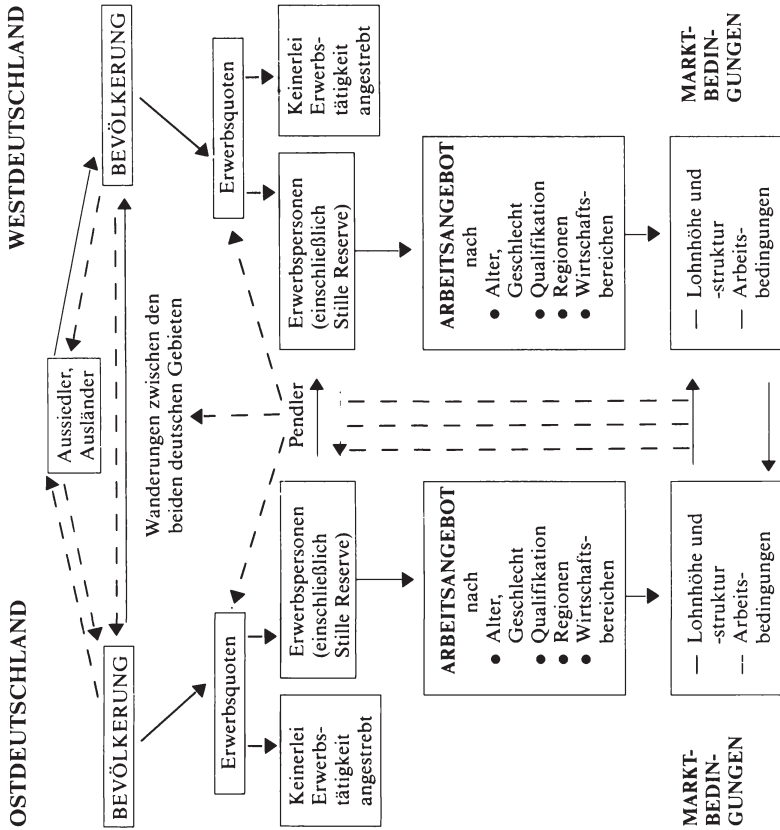 OSTDEUTSCHLAND
WESTDEUTSCHLAND
Aussiedler,
Ausländer
BEVÖLKERUNG
BEVÖLKERUNG
Wanderungen zwischen den
beiden deutschen Gebieten
Erwerbsquoten
Erwerbsquoten
Keinerlei
Erwerbs-
tätigkeit
angestrebt
Erwerbspersonen
(einschließlich
Stille Reserve)
Pendler
Erwerbspersonen
(einschließlich
Stille Reserve)
Keinerlei
Erwerbs-
tätigkeit
angestrebt
ARBEITSANGEBOT
nach
● Alter,
Geschlecht
● Qualifikation
● Regionen
● Wirtschafts-
bereichen
ARBEITSANGEBOT
nach
● Alter,
Geschlecht
● Qualifikation
● Regionen
● Wirtschafts-
bereichen
MARKT-
BEDIN-
GUNGEN
— Lohnhöhe und
-struktur
— Arbeits-
bedingungen
— Lohnhöhe und
-struktur
— Arbeits-
bedingungen
MARKT-
BEDIN-
GUNGEN